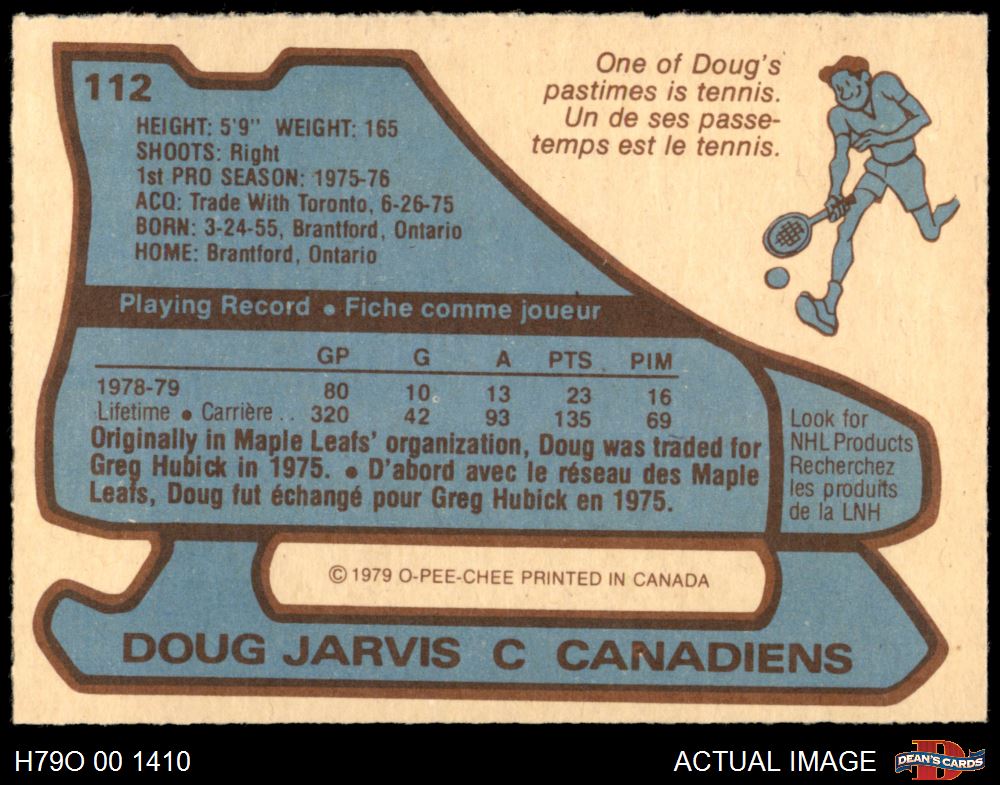 112
HEIGHT: 5'9" WEIGHT: 165
SHOOTS: Right
1st PRO SEASON: 1975-76
ACQ: Trade With Toronto, 6-26-75
BORN: 3-24-55, Brantford, Ontario
HOME: Brantford, Ontario
One of Doug's
pastimes is tennis.
Un de ses passe-
temps est le tennis.
Playing Record • Fiche comme joueur
GP G A PTS PIM
1978-79 80 10 13 23 16
Lifetime • Carrière .. 320 42 93 135 69
Originally in Maple Leafs' organization, Doug was traded for
Greg Hubick in 1975. • D'abord avec le réseau des Maple
Leafs, Doug fut échangé pour Greg Hubick en 1975.
Look for
NHL Products
Recherchez
les produits
de la LNH
© 1979 O-PEE-CHEE PRINTED IN CANADA
DOUG JARVIS C CANADIENS
H79O 00 1410
ACTUAL IMAGE
D
DEAN'S CARDS